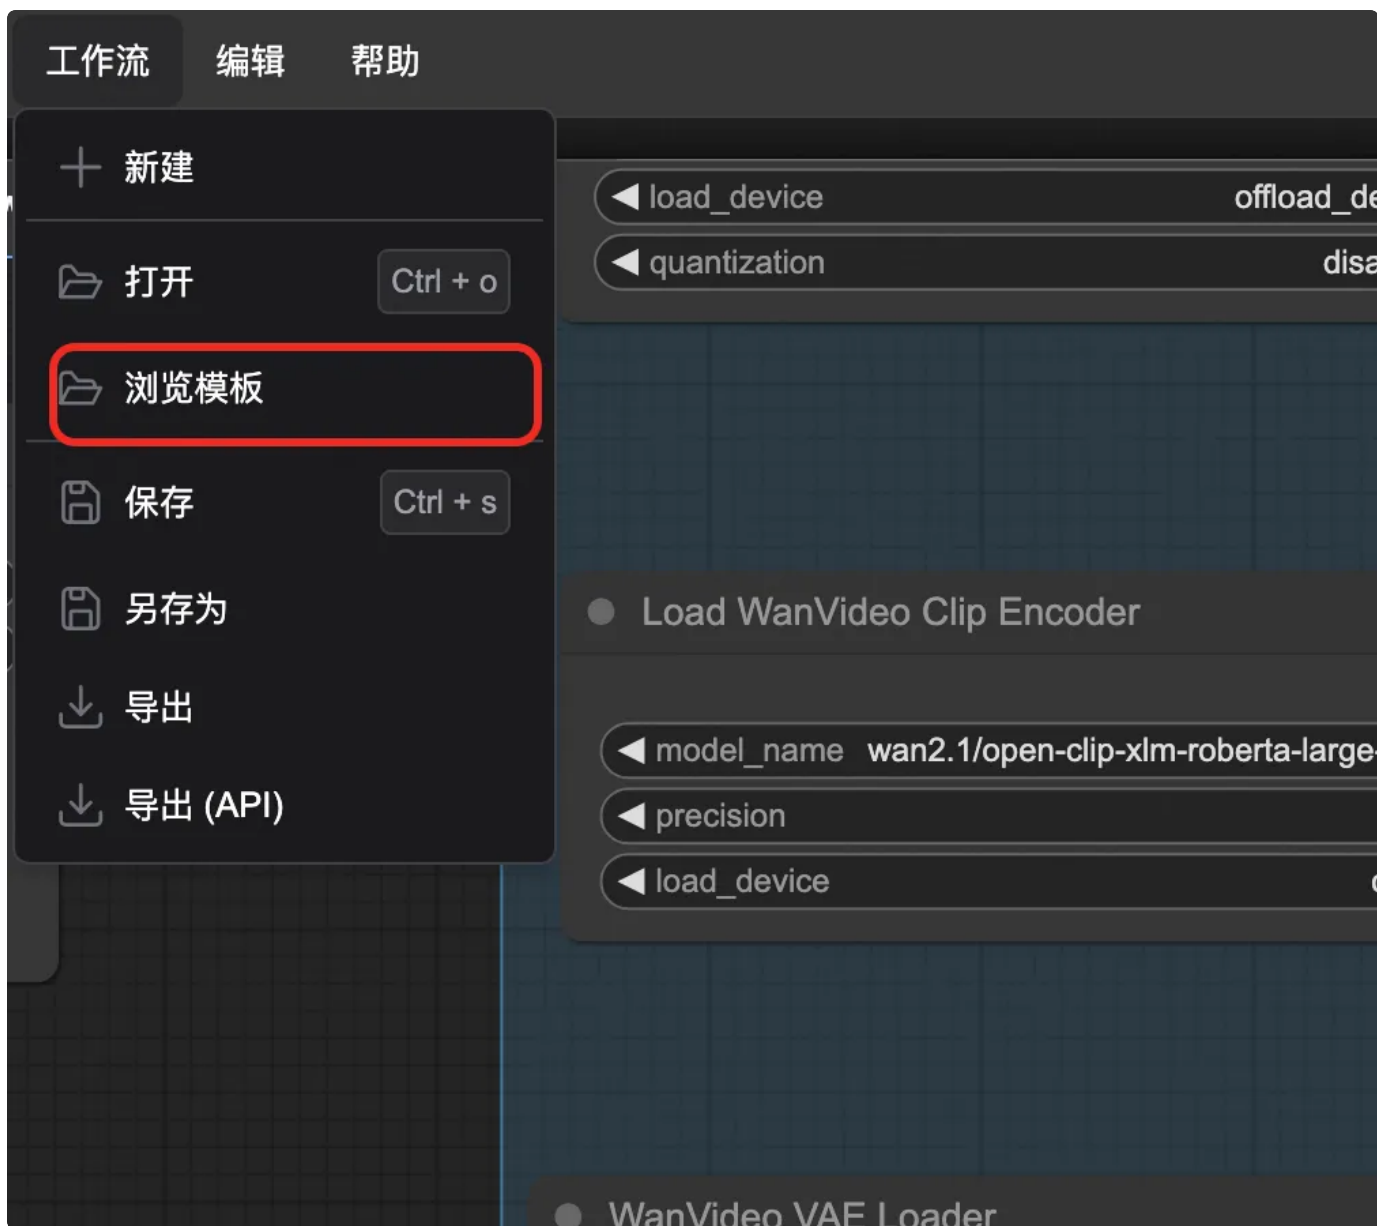 工作流 编辑 帮助
新建
打开 Ctrl + o
浏览模板
保存 Ctrl + s
另存为
导出
导出 (API)
load_device offload_de
quantization disa
Load WanVideo Clip Encoder
model_name wan2.1/open-clip-xlm-roberta-large-
precision
load_device
WanVideo VAE Loader